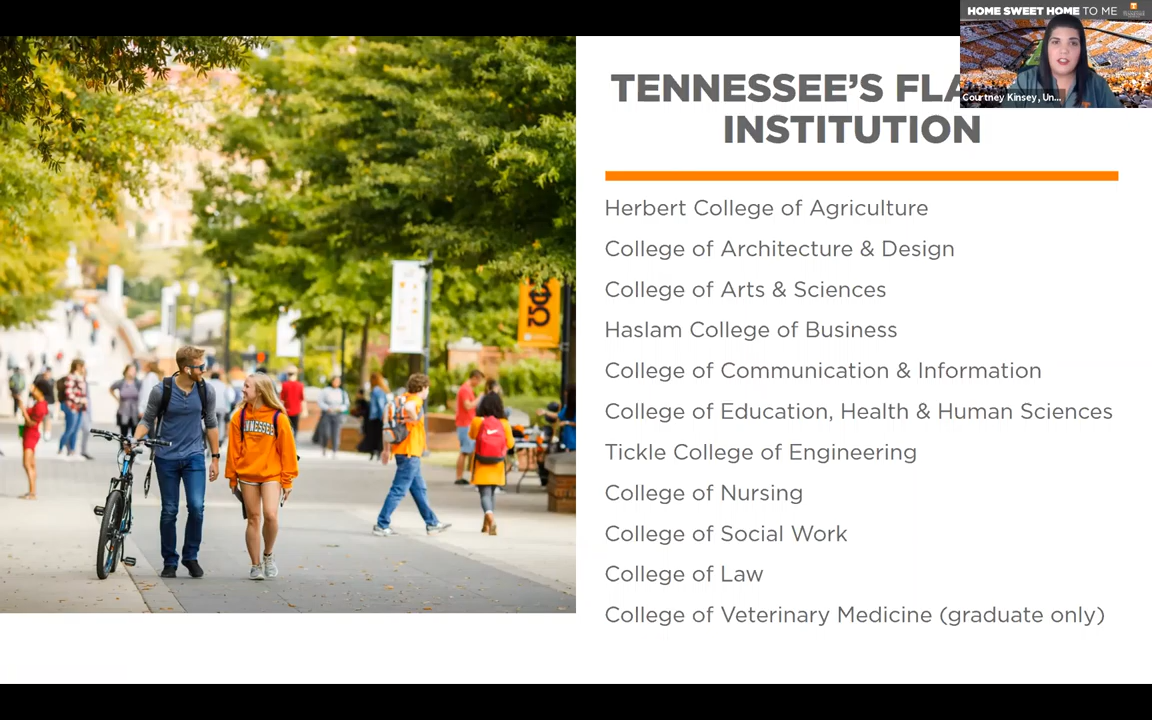 HOME SWEET HOME TO ME
Courtney Kinsey, Un...
TENNESSEE'S FLA
INSTITUTION
Herbert College of Agriculture
College of Architecture & Design
College of Arts & Sciences
Haslam College of Business
College of Communication & Information
College of Education, Health & Human Sciences
Tickle College of Engineering
College of Nursing
College of Social Work
College of Law
College of Veterinary Medicine (graduate only)
TENNESSEE